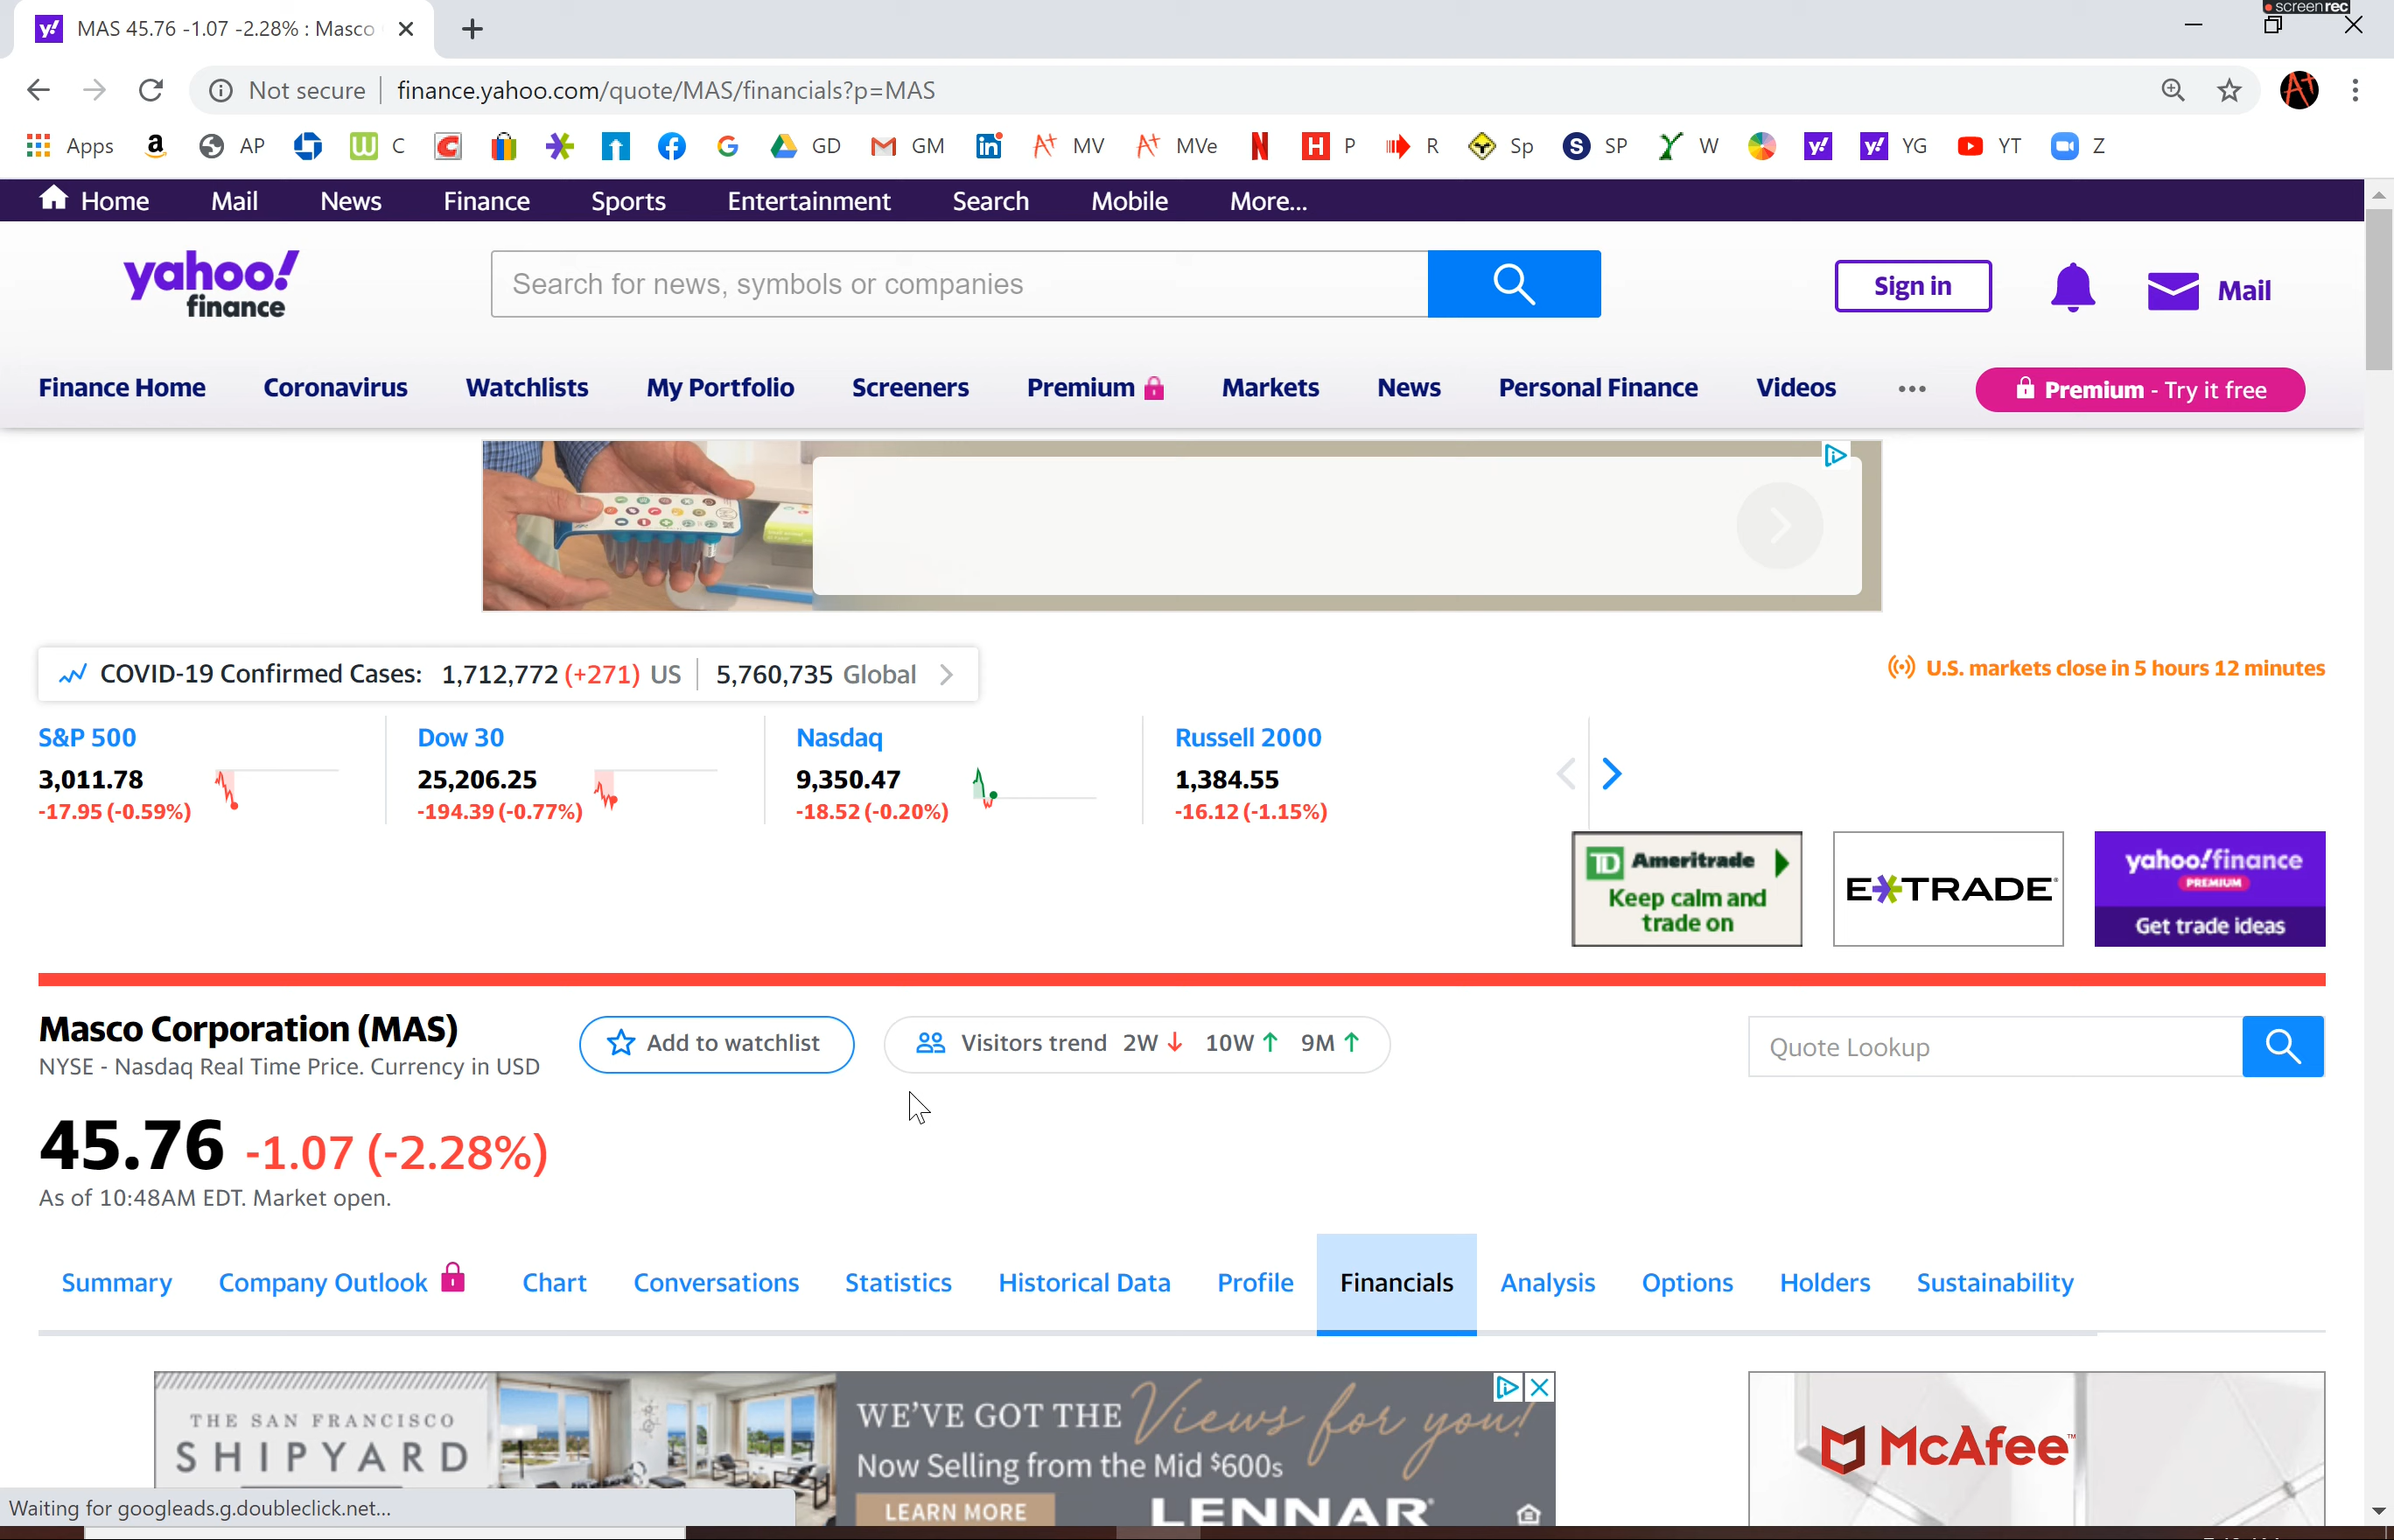 screenrec
MAS 45.76 -1.07 -2.28% : Masco
Not secure finance.yahoo.com/quote/MAS/financials?p=MAS
Apps AP C GD GM MV MVe P R Sp SP W YG YT Z
Home Mail News Finance Sports Entertainment Search Mobile More...
yahoo!
finance
Search for news, symbols or companies
Sign in
Mail
Finance Home Coronavirus Watchlists My Portfolio Screeners Premium Markets News Personal Finance Videos ••• Premium - Try it free
COVID-19 Confirmed Cases: 1,712,772 (+271) US 5,760,735 Global
U.S. markets close in 5 hours 12 minutes
S&P 500 Dow 30 Nasdaq Russell 2000
3,011.78 25,206.25 9,350.47 1,384.55
-17.95 (-0.59%) -194.39 (-0.77%) -18.52 (-0.20%) -16.12 (-1.15%)
TD Ameritrade
Keep calm and
trade on
E*TRADE
yahoo!finance
PREMIUM
Get trade ideas
Masco Corporation (MAS)
NYSE - Nasdaq Real Time Price. Currency in USD
Add to watchlist
Visitors trend 2W ↓ 10W ↑ 9M ↑
Quote Lookup
45.76 -1.07 (-2.28%)
As of 10:48AM EDT. Market open.
Summary Company Outlook Chart Conversations Statistics Historical Data Profile Financials Analysis Options Holders Sustainability
THE SAN FRANCISCO
SHIPYARD
WE'VE GOT THE Views for you!
Now Selling from the Mid $600s
LEARN MORE
LENNAR
McAfee™
Waiting for googleads.g.doubleclick.net...